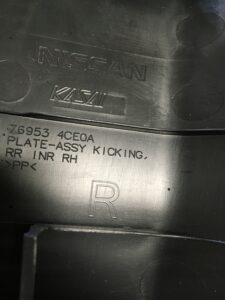 NISSAN
KASAI
76953 4CE0A
PLATE-ASSY KICKING,
RR INR RH
>PP<
R